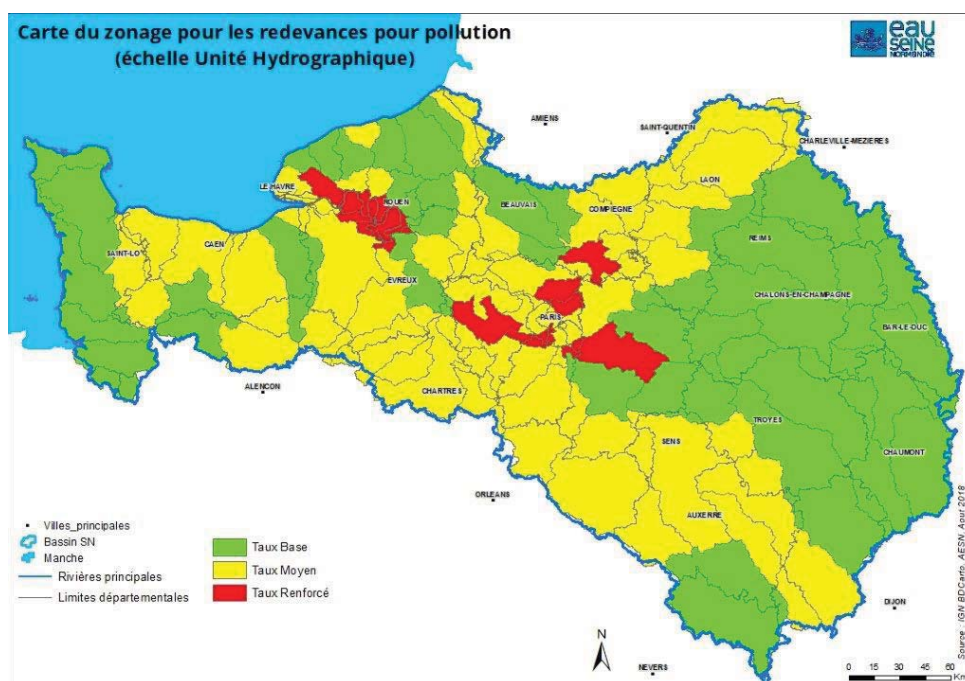 Carte du zonage pour les redevances pour pollution
(échelle Unité Hydrographique)
eau
SEINE
NORMANDIE
AMIENS
SAINT-QUENTIN
CHARLEVILLE-MEZIERES
LE HAVRE
ROUEN
BEAUVAIS
COMPIEGNE
LAON
SAINT-LO
CAEN
REIMS
EVREUX
CHALONS-EN-CHAMPAGNE
PARIS
BAR-LE-DUC
ALENCON
CHARTRES
TROYES
SENS
CHAUMONT
ORLEANS
AUXERRE
DIJON
NEVERS
Villes_principales
Bassin SN
Manche
Rivières principales
Limites départementales
Taux Base
Taux Moyen
Taux Renforcé
N
0 15 30 45 60
Km
Source : IGN BDCarto, AESN, Aout 2018